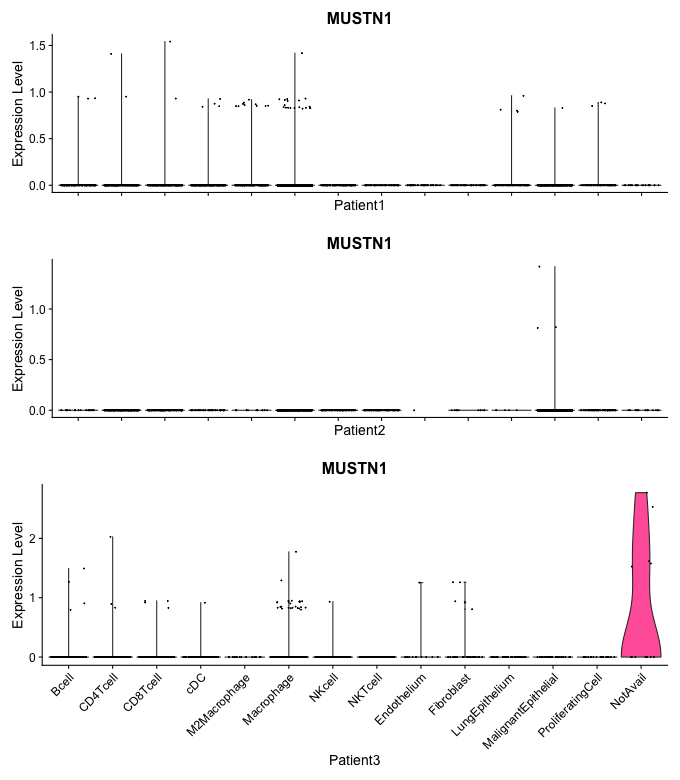 MUSTN1
Expression Level
1.5
1.0
0.5
0.0
Patient1
MUSTN1
Expression Level
1.0
0.5
0.0
Patient2
MUSTN1
Expression Level
2
1
0
Bcell
CD4Tcell
CD8Tcell
cDC
M2Macrophage
Macrophage
NKcell
NKTcell
Endothelium
Fibroblast
LungEpithelium
MalignantEpithelial
ProliferatingCell
NotAvail
Patient3